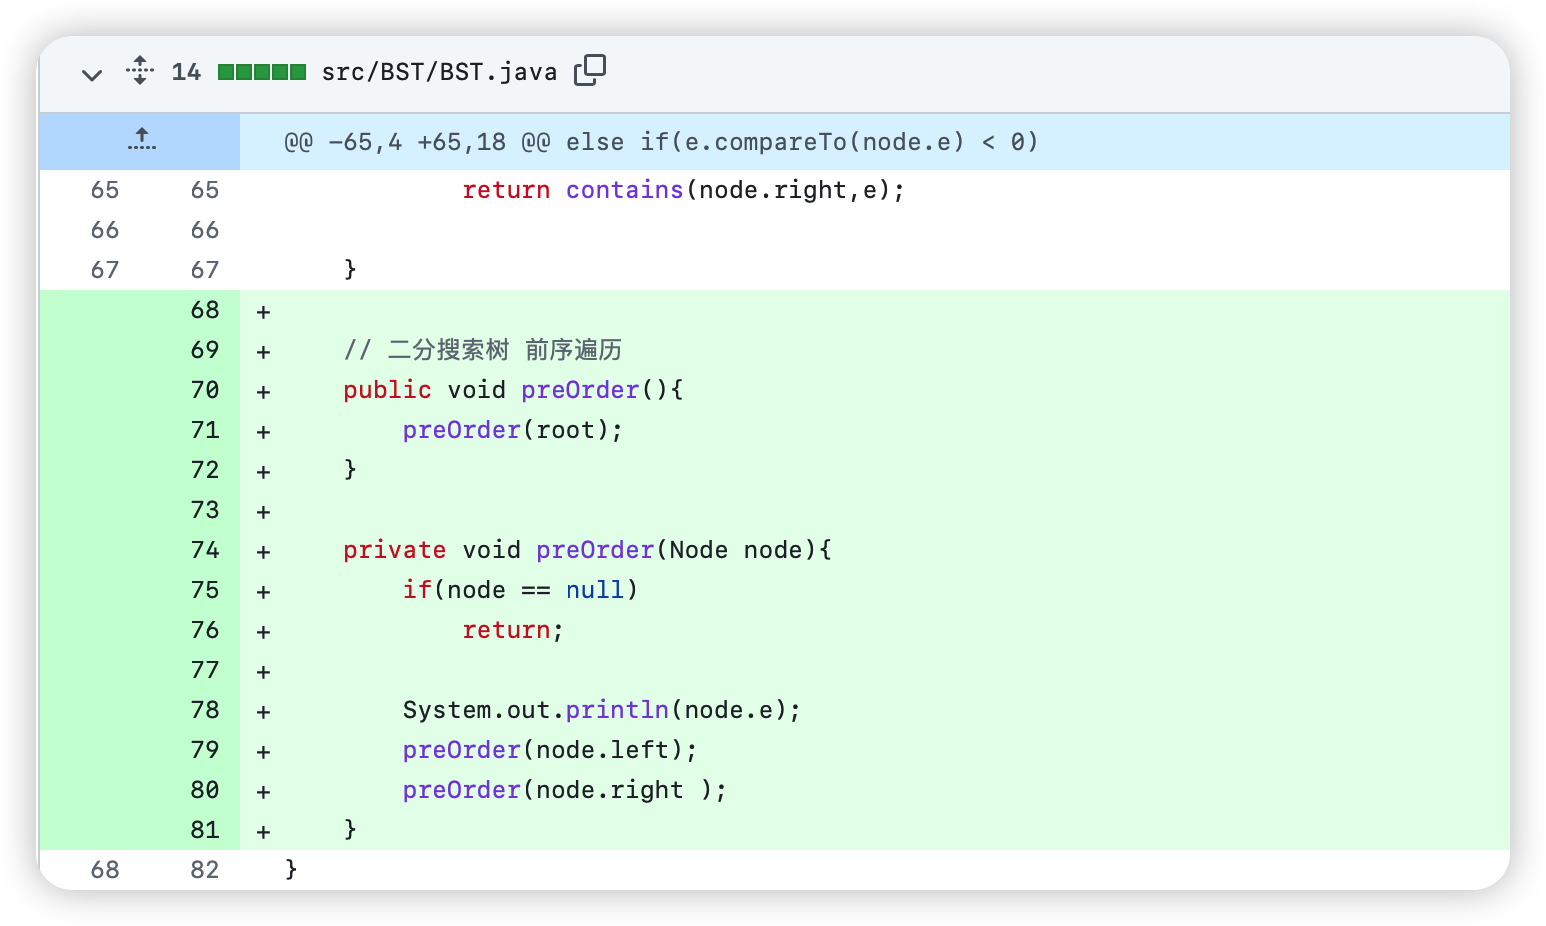 14 src/BST/BST.java
@@ -65,4 +65,18 @@ else if(e.compareTo(node.e) < 0)
65 65 return contains(node.right,e);
66 66
67 67 }
68 +
69 + // 二分搜索树 前序遍历
70 + public void preOrder(){
71 + preOrder(root);
72 + }
73 +
74 + private void preOrder(Node node){
75 + if(node == null)
76 + return;
77 +
78 + System.out.println(node.e);
79 + preOrder(node.left);
80 + preOrder(node.right );
81 + }
68 82 }